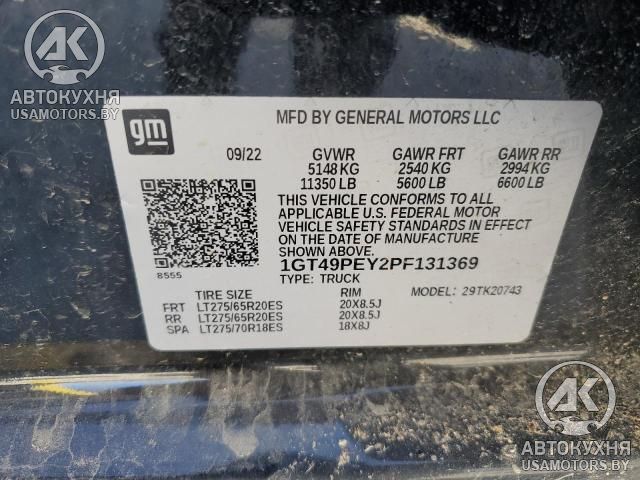 AK
АВТОКУХНЯ
USAMOTORS.BY
gm
MFD BY GENERAL MOTORS LLC
09/22 GVWR GAWR FRT GAWR RR
5148 KG 2540 KG 2994 KG
11350 LB 5600 LB 6600 LB
THIS VEHICLE CONFORMS TO ALL
APPLICABLE U.S. FEDERAL MOTOR
VEHICLE SAFETY STANDARDS IN EFFECT
ON THE DATE OF MANUFACTURE
SHOWN ABOVE.
8555
1GT49PEY2PF131369
TYPE: TRUCK MODEL: 29TK20743
TIRE SIZE RIM
FRT LT275/65R20ES 20X8.5J
RR LT275/65R20ES 20X8.5J
SPA LT275/70R18ES 18X8J
AK
АВТОКУХНЯ
USAMOTORS.BY